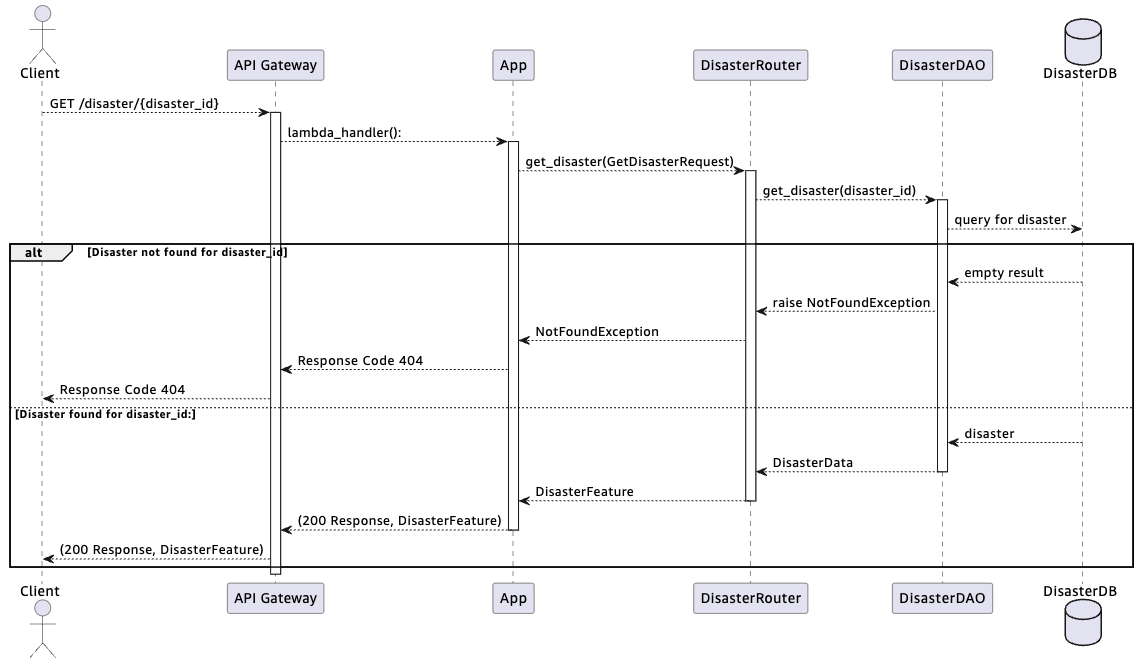 Client
API Gateway
App
DisasterRouter
DisasterDAO
DisasterDB
GET /disaster/{disaster_id}
lambda_handler():
get_disaster(GetDisasterRequest)
get_disaster(disaster_id)
query for disaster
alt
[Disaster not found for disaster_id]
empty result
raise NotFoundException
NotFoundException
Response Code 404
Response Code 404
[Disaster found for disaster_id:]
disaster
DisasterData
DisasterFeature
(200 Response, DisasterFeature)
(200 Response, DisasterFeature)
Client
API Gateway
App
DisasterRouter
DisasterDAO
DisasterDB